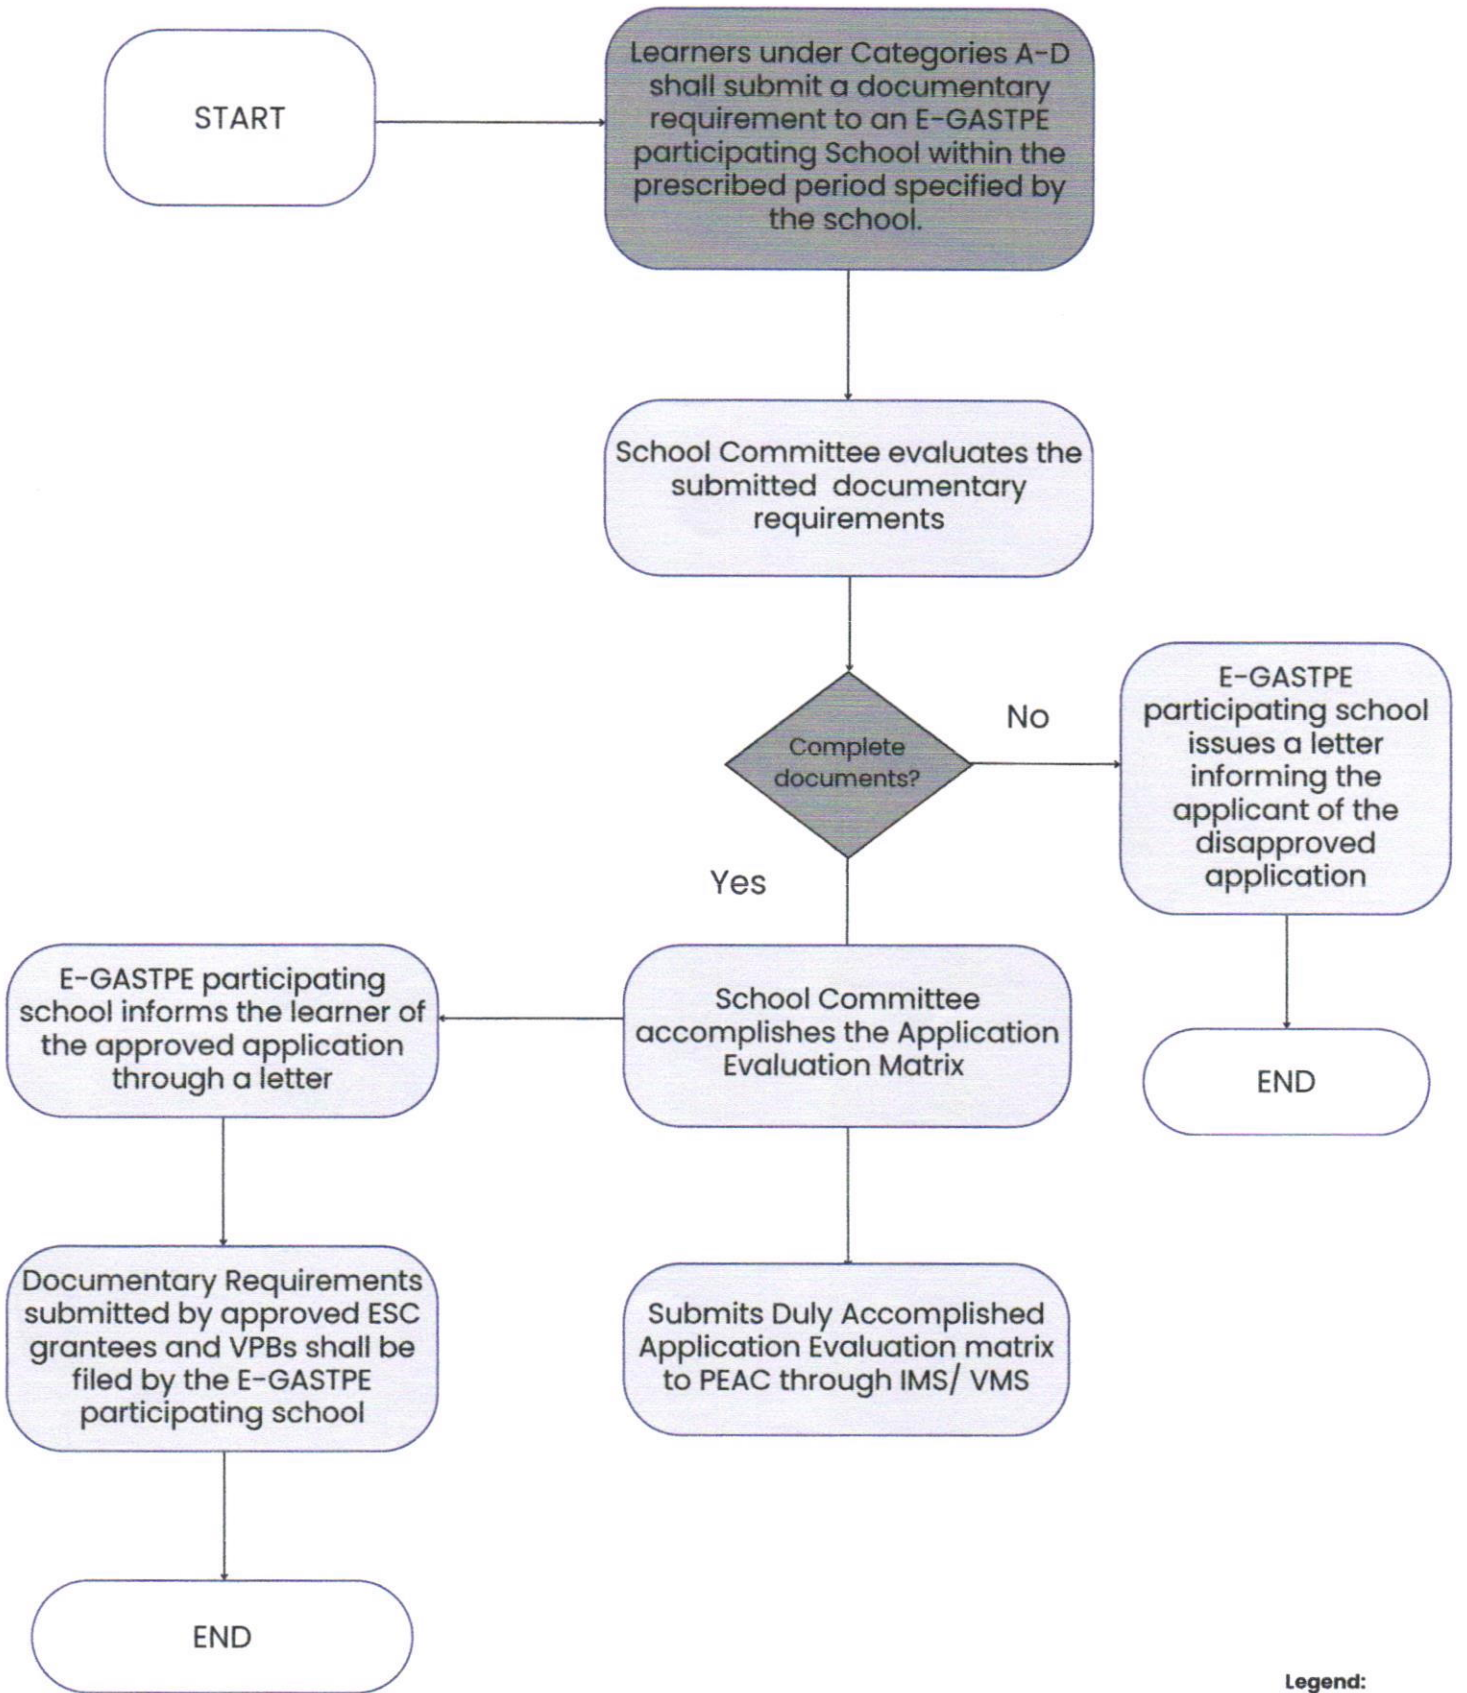 START
Learners under Categories A-D
shall submit a documentary
requirement to an E-GASTPE
participating School within the
prescribed period specified by
the school.
School Committee evaluates the
submitted documentary
requirements
Complete
documents?
No
E-GASTPE
participating school
issues a letter
informing the
applicant of the
disapproved
application
END
Yes
School Committee
accomplishes the Application
Evaluation Matrix
E-GASTPE participating
school informs the learner of
the approved application
through a letter
Documentary Requirements
submitted by approved ESC
grantees and VPBs shall be
filed by the E-GASTPE
participating school
END
Submits Duly Accomplished
Application Evaluation matrix
to PEAC through IMS/ VMS
Legend: